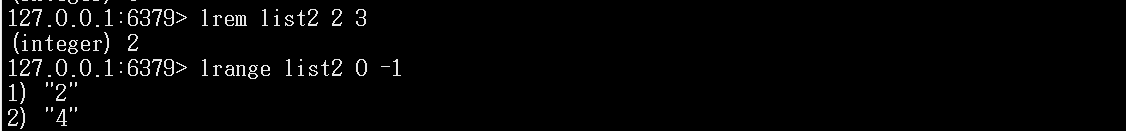 127.0.0.1:6379> lrem list2 2 3
(integer) 2
127.0.0.1:6379> lrange list2 0 -1
1) "2"
2) "4"